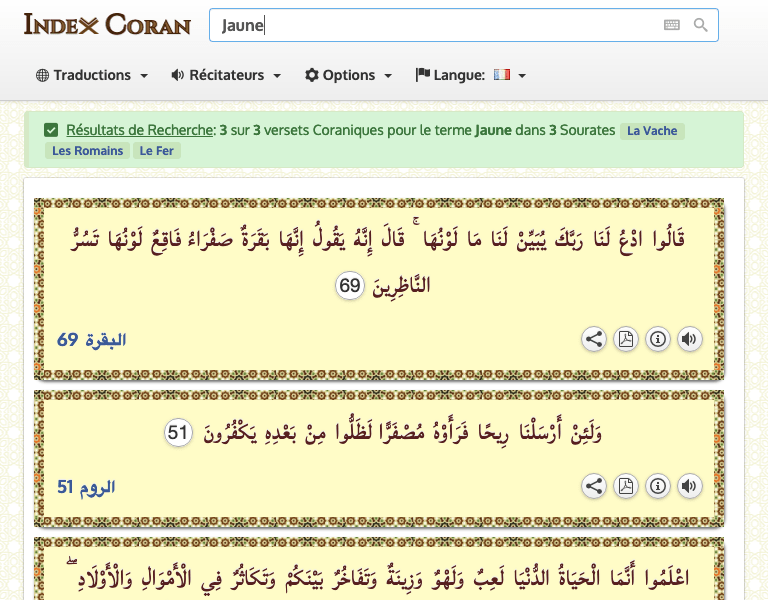 INDEX CORAN
Jaune
Traductions
Récitateurs
Options
Langue:
Résultats de Recherche: 3 sur 3 versets Coraniques pour le terme Jaune dans 3 Sourates La Vache
Les Romains Le Fer
قَالُوا ادْعُ لَنَا رَبَّكَ يُبَيِّنْ لَنَا مَا لَوْنُهَا ۚ قَالَ إِنَّهُ يَقُولُ إِنَّهَا بَقَرَةٌ صَفْرَاءُ فَاقِعٌ لَوْنُهَا تَسُرُّ
النَّاظِرِينَ 69
البقرة 69
وَلَئِنْ أَرْسَلْنَا رِيحًا فَرَأَوْهُ مُصْفَرًّا لَظَلُّوا مِنْ بَعْدِهِ يَكْفُرُونَ 51
الروم 51
اعْلَمُوا أَنَّمَا الْحَيَاةُ الدُّنْيَا لَعِبٌ وَلَهْوٌ وَزِينَةٌ وَتَفَاخُرٌ بَيْنَكُمْ وَتَكَاثُرٌ فِي الْأَمْوَالِ وَالْأَوْلَادِ ۖ